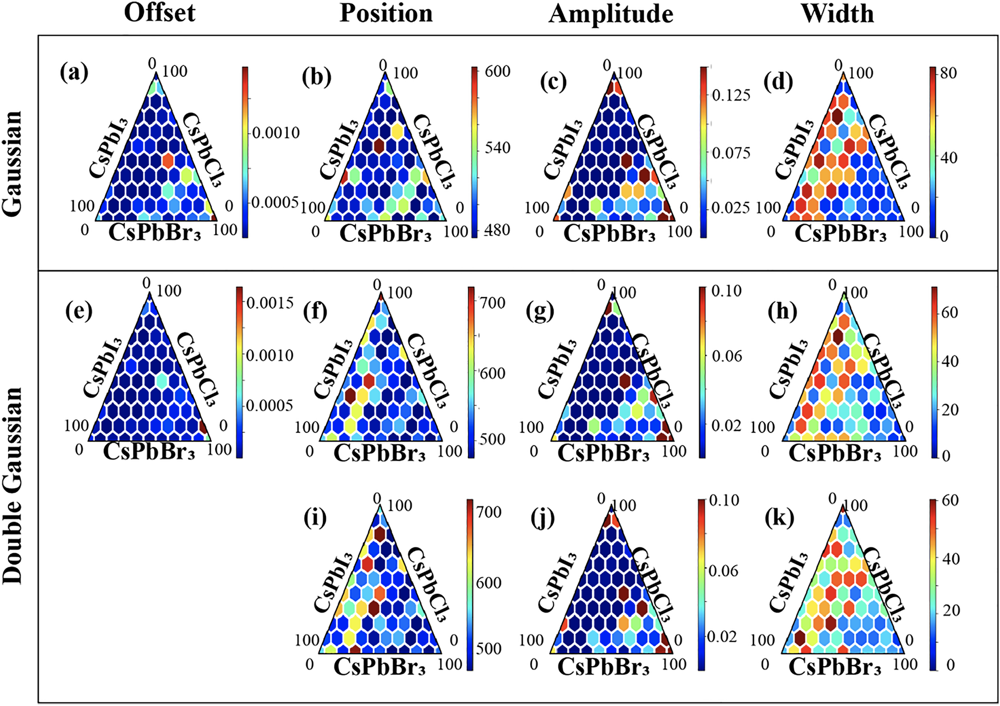 Offset Position Amplitude Width
Gaussian
(a)
0 100
CsPbI₃
CsPbCl₃
100 0
0 100
CsPbBr₃
0.0010
0.0005
(b)
0 100
CsPbI₃
CsPbCl₃
100 0
0 100
CsPbBr₃
600
540
480
(c)
0 100
CsPbI₃
CsPbCl₃
100 0
0 100
CsPbBr₃
0.125
0.075
0.025
(d)
0 100
CsPbI₃
CsPbCl₃
100 0
0 100
CsPbBr₃
80
40
0
Double Gaussian
(e)
0 100
CsPbI₃
CsPbCl₃
100 0
0 100
CsPbBr₃
0.0015
0.0010
0.0005
(f)
0 100
CsPbI₃
CsPbCl₃
100 0
0 100
CsPbBr₃
700
600
500
(g)
0 100
CsPbI₃
CsPbCl₃
100 0
0 100
CsPbBr₃
0.10
0.06
0.02
(h)
0 100
CsPbI₃
CsPbCl₃
100 0
0 100
CsPbBr₃
60
40
20
0
(i)
0 100
CsPbI₃
CsPbCl₃
100 0
0 100
CsPbBr₃
700
600
500
(j)
0 100
CsPbI₃
CsPbCl₃
100 0
0 100
CsPbBr₃
0.10
0.06
0.02
(k)
0 100
CsPbI₃
CsPbCl₃
100 0
0 100
CsPbBr₃
60
40
20
0